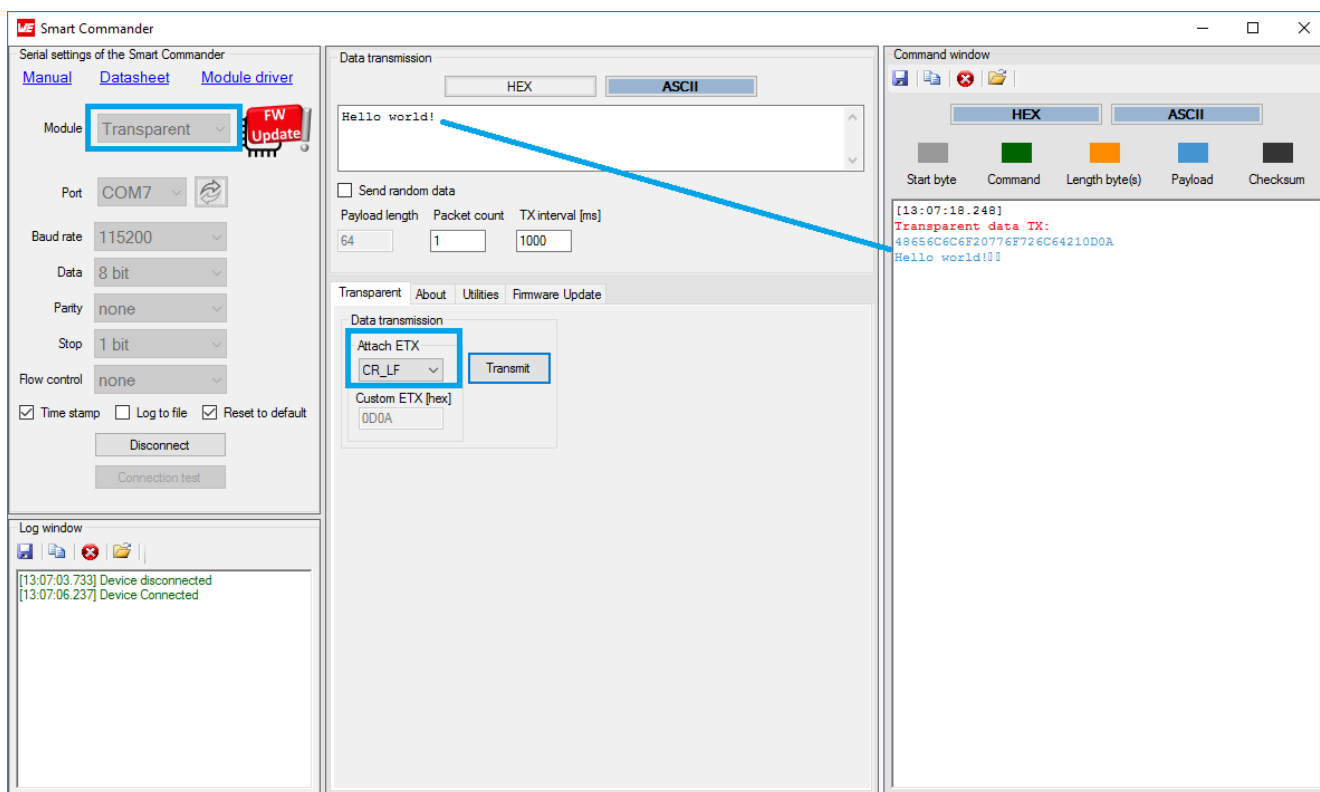 Smart Commander
Serial settings of the Smart Commander
Manual Datasheet Module driver
Module Transparent
FW
Update
Port COM7
Baud rate 115200
Data 8 bit
Parity none
Stop 1 bit
Flow control none
Time stamp Log to file Reset to default
Disconnect
Connection test
Log window
[13:07:03.733] Device disconnected
[13:07:06.237] Device Connected
Data transmission
HEX ASCII
Hello world!
Send random data
Payload length Packet count TX interval [ms]
64 1 1000
Transparent About Utilities Firmware Update
Data transmission
Attach ETX
CR_LF Transmit
Custom ETX [hex]
0D0A
Command window
HEX ASCII
Start byte Command Length byte(s) Payload Checksum
[13:07:18.248]
Transparent data TX:
48656C6C6F20776F726C64210D0A
Hello world!▯▯